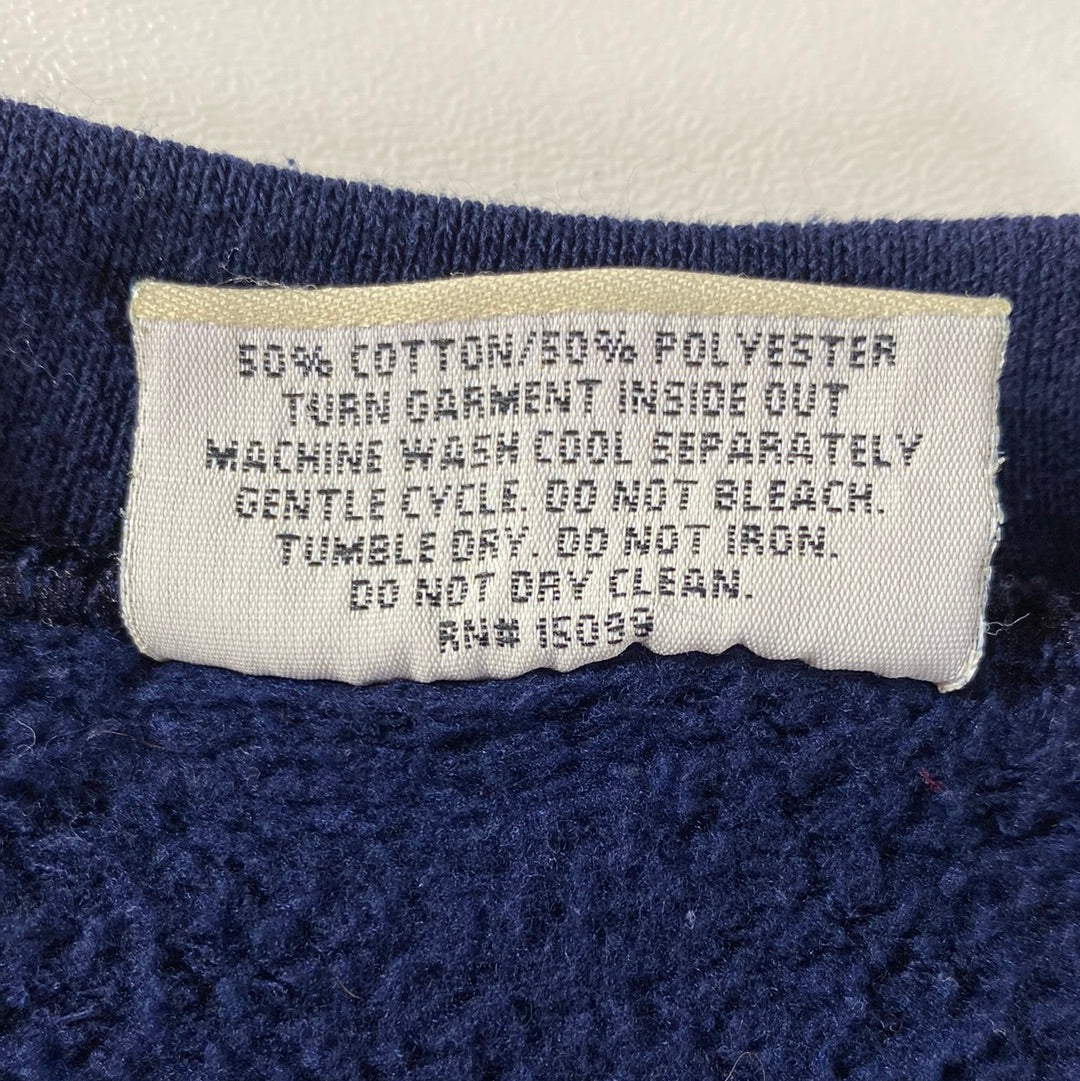 50% COTTON/50% POLYESTER
TURN GARMENT INSIDE OUT
MACHINE WASH COOL SEPARATELY
GENTLE CYCLE. DO NOT BLEACH.
TUMBLE DRY. DO NOT IRON.
DO NOT DRY CLEAN.
RN#